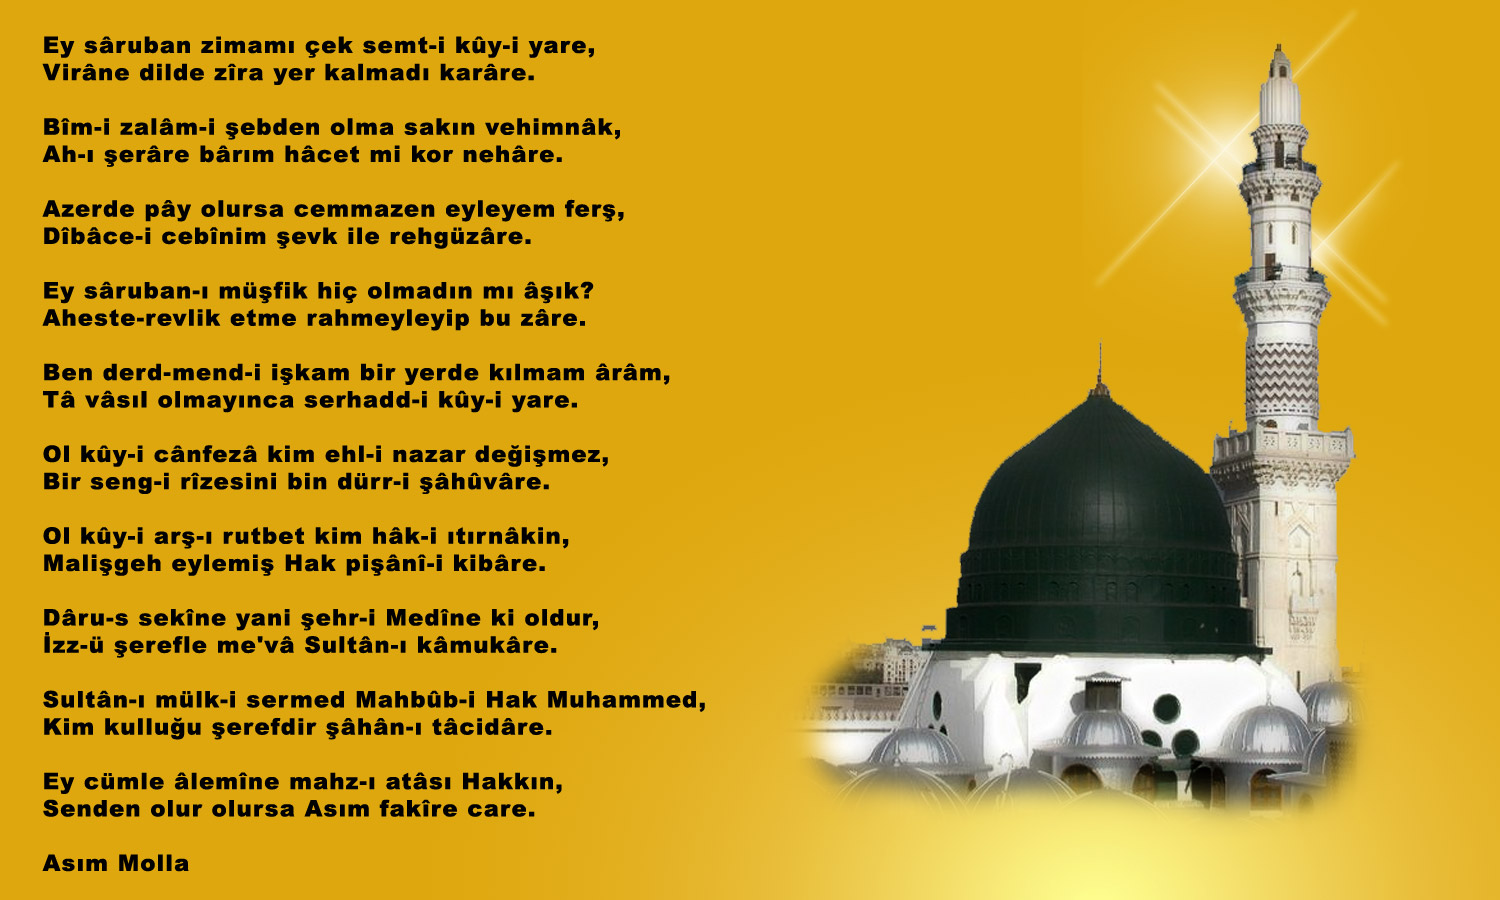 Ey sâruban zimamı çek semt-i kûy-i yare,
Virâne dilde zîra yer kalmadı karâre.
Bîm-i zalâm-i şebden olma sakın vehimnâk,
Ah-ı şerâre bârım hâcet mi kor nehâre.
Azerde pây olursa cemmazen eyleyem ferş,
Dîbâce-i cebînim şevk ile rehgüzâre.
Ey sâruban-ı müşfik hiç olmadın mı âşık?
Aheste-revlik etme rahmeyleyip bu zâre.
Ben derd-mend-i işkam bir yerde kılmam ârâm,
Tâ vâsıl olmayınca serhadd-i kûy-i yare.
Ol kûy-i cânfezâ kim ehl-i nazar değişmez,
Bir seng-i rîzesini bin dürr-i şâhûvâre.
Ol kûy-i arş-ı rutbet kim hâk-i ıtırnâkin,
Malişgeh eylemiş Hak pişânî-i kibâre.
Dâru-s sekîne yani şehr-i Medîne ki oldur,
İzz-ü şerefle me'vâ Sultân-ı kâmukâre.
Sultân-ı mülk-i sermed Mahbûb-i Hak Muhammed,
Kim kulluğu şerefdir şâhân-ı tâcidâre.
Ey cümle âlemîne mahz-ı atâsı Hakkın,
Senden olur olursa Asım fakîre care.
Asım Molla